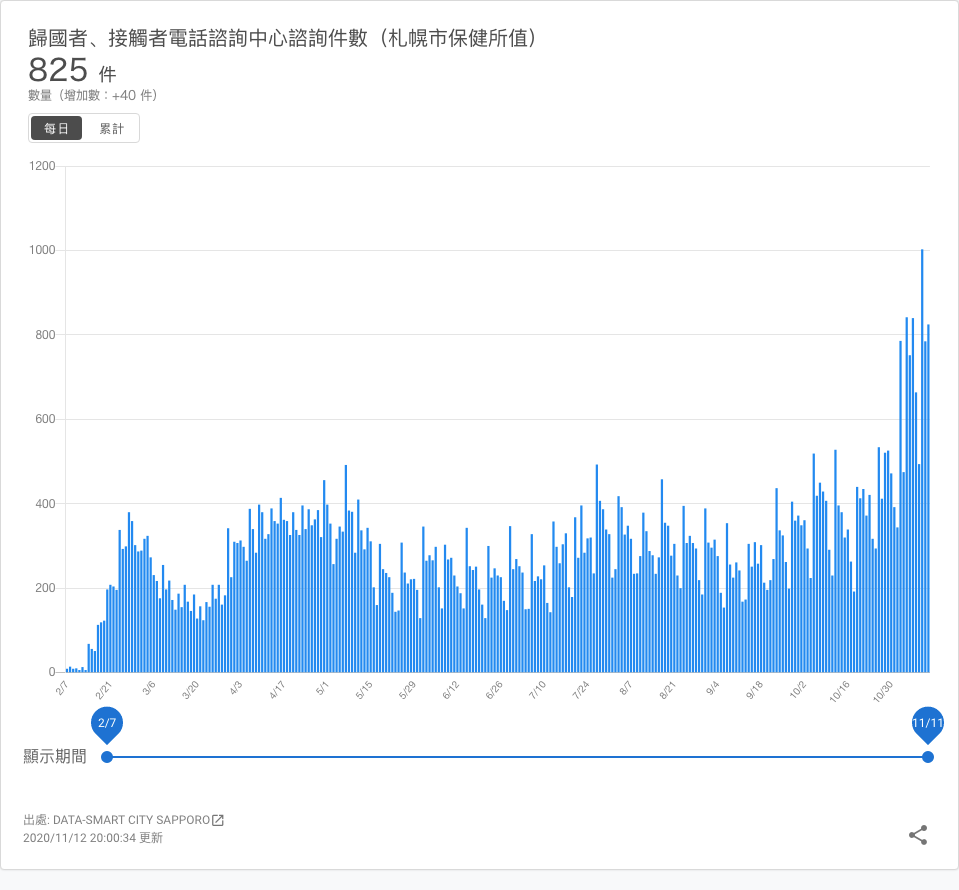 歸國者、接觸者電話諮詢中心諮詢件數（札幌市保健所值）
825 件
數量（增加數：+40 件）
每日 累計
1200
1000
800
600
400
200
0
2/7 2/21 3/6 3/20 4/3 4/17 5/1 5/15 5/29 6/12 6/26 7/10 7/24 8/7 8/21 9/4 9/18 10/2 10/16 10/30
2/7 11/11
顯示期間
出處: DATA-SMART CITY SAPPORO
2020/11/12 20:00:34 更新